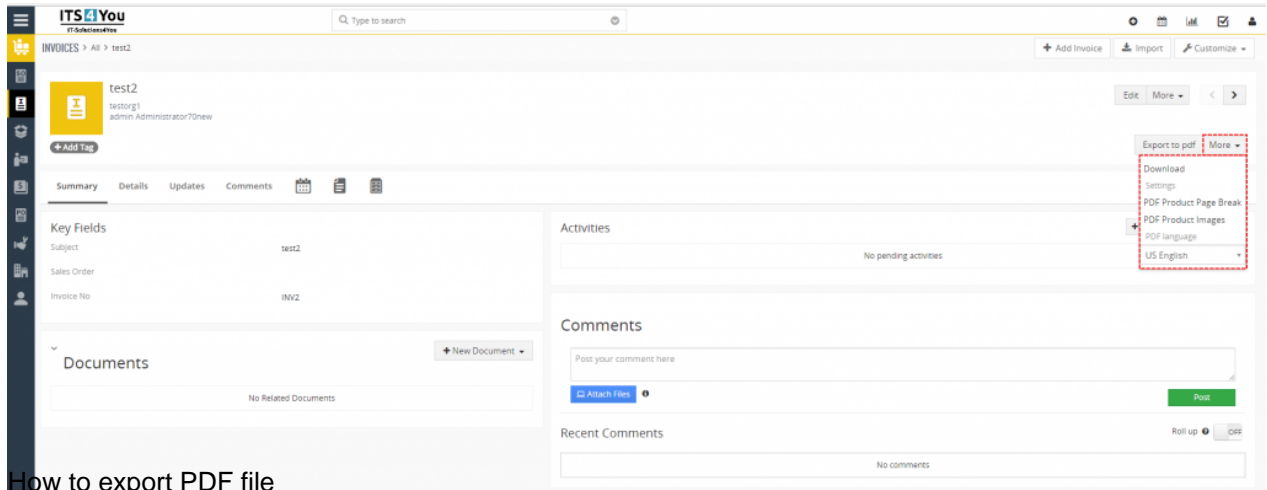 ITS4You
IT-Solutions4You
Type to search
INVOICES > All > test2
+ Add Invoice
Import
Customize
test2
testorg1
admin Administrator70new
+ Add Tag
Edit More
Export to pdf More
Download
Settings
PDF Product Page Break
PDF Product Images
PDF language
US English
Summary Details Updates Comments
Key Fields
Subject test2
Sales Order
Invoice No INV2
Activities
+
No pending activities
Documents
+ New Document
No Related Documents
Comments
Post your comment here
Attach Files
Post
Recent Comments
Roll up OFF
No comments
How to export PDF file